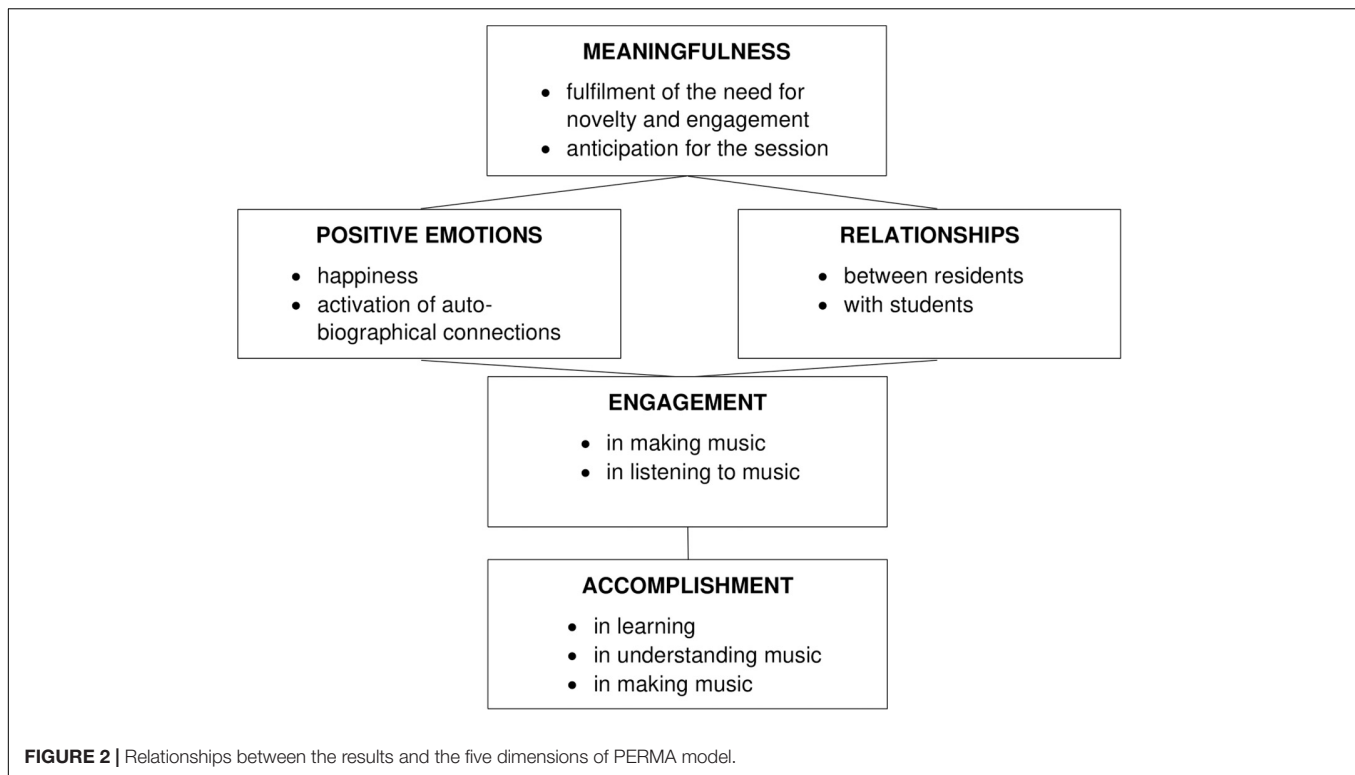 MEANINGFULNESS
• fulfilment of the need for
novelty and engagement
• anticipation for the session
POSITIVE EMOTIONS
• happiness
• activation of auto-
biographical connections
RELATIONSHIPS
• between residents
• with students
ENGAGEMENT
• in making music
• in listening to music
ACCOMPLISHMENT
• in learning
• in understanding music
• in making music
FIGURE 2 | Relationships between the results and the five dimensions of PERMA model.